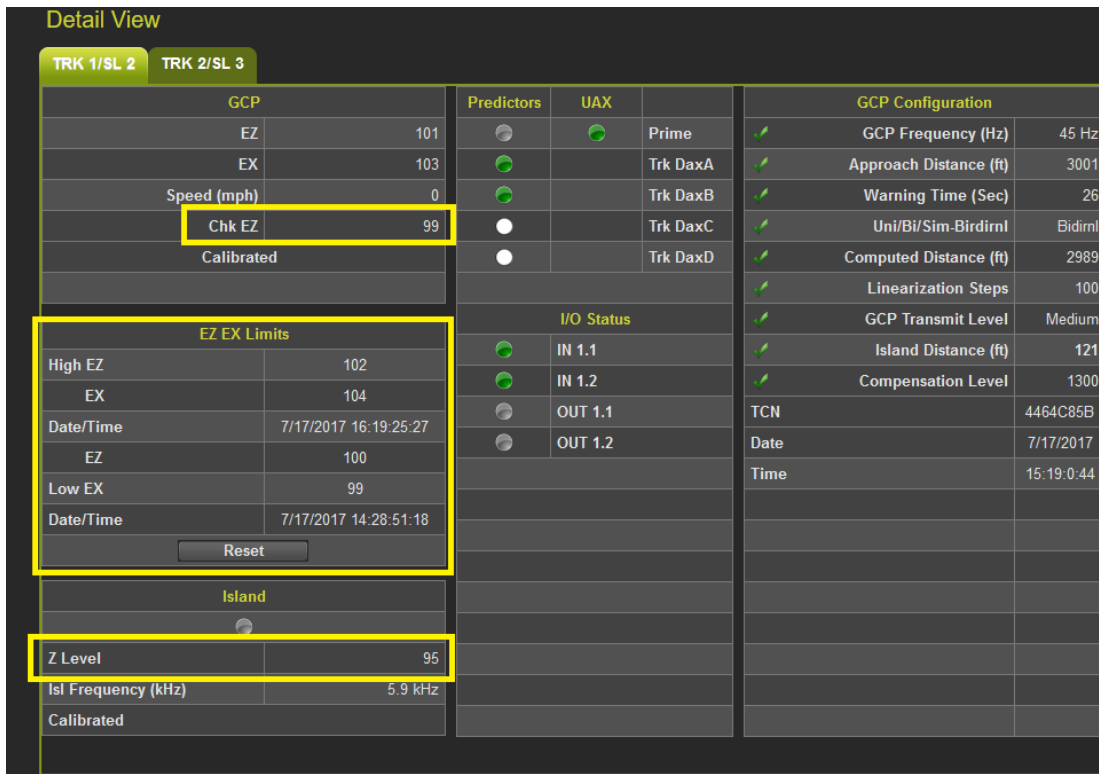 Detail View
TRK 1/SL 2 TRK 2/SL 3
GCP
EZ 101
EX 103
Speed (mph) 0
Chk EZ 99
Calibrated
EZ EX Limits
High EZ 102
EX 104
Date/Time 7/17/2017 16:19:25:27
EZ 100
Low EX 99
Date/Time 7/17/2017 14:28:51:18
Reset
Island
Z Level 95
Isl Frequency (kHz) 5.9 kHz
Calibrated
Predictors UAX
Prime
Trk DaxA
Trk DaxB
Trk DaxC
Trk DaxD
I/O Status
IN 1.1
IN 1.2
OUT 1.1
OUT 1.2
GCP Configuration
GCP Frequency (Hz) 45 Hz
Approach Distance (ft) 3001
Warning Time (Sec) 26
Uni/Bi/Sim-Birdirnl Bidirnl
Computed Distance (ft) 2989
Linearization Steps 100
GCP Transmit Level Medium
Island Distance (ft) 121
Compensation Level 1300
TCN 4464C85B
Date 7/17/2017
Time 15:19:0:44